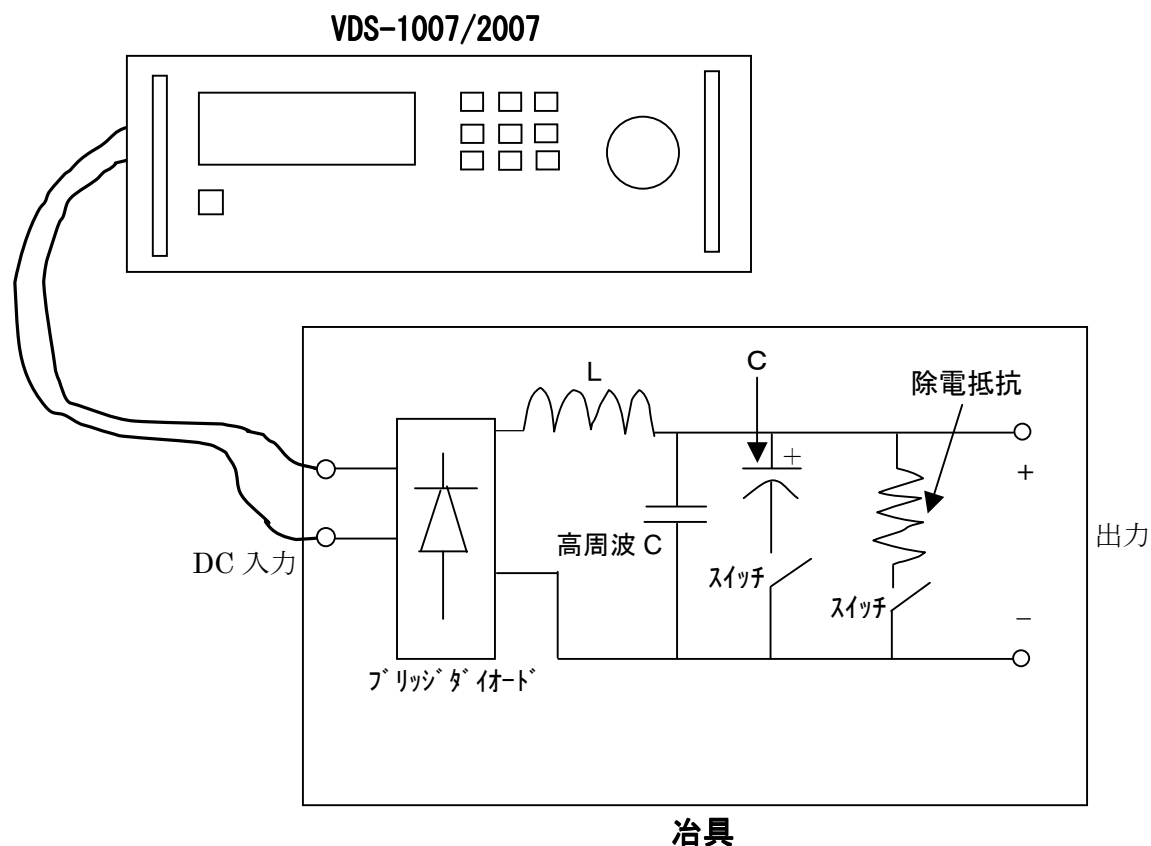 VDS-1007/2007
L
C
除電抵抗
+
+
高周波 C
スイッチ
スイッチ
DC 入力
出力
−
ブリッジダイオード
冶具